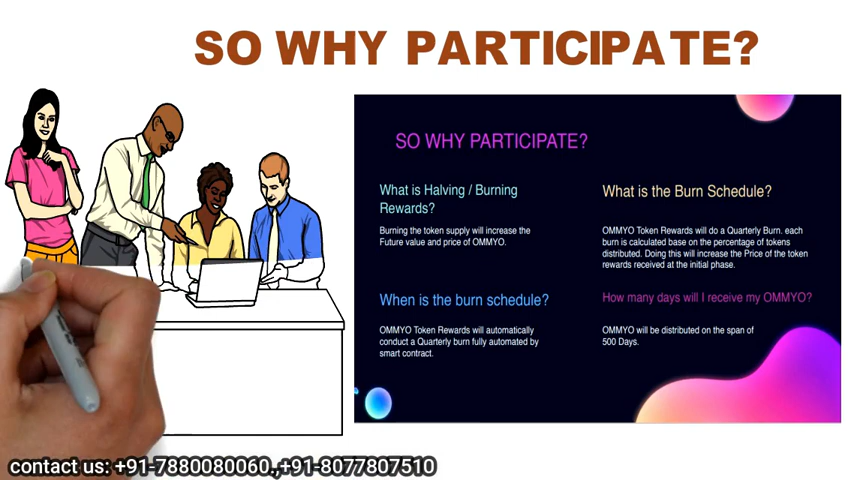 SO WHY PARTICIPATE?
SO WHY PARTICIPATE?
What is Halving / Burning
Rewards?
Burning the token supply will increase the
Future value and price of OMMYO.
What is the Burn Schedule?
OMMYO Token Rewards will do a Quarterly Burn. each
burn is calculated base on the percentage of tokens
distributed. Doing this will increase the Price of the token
rewards received at the initial phase.
When is the burn schedule?
OMMYO Token Rewards will automatically
conduct a Quarterly burn fully automated by
smart contract.
How many days will I receive my OMMYO?
OMMYO will be distributed on the span of
500 Days.
contact us: +91-7880080060.,+91-8077807510